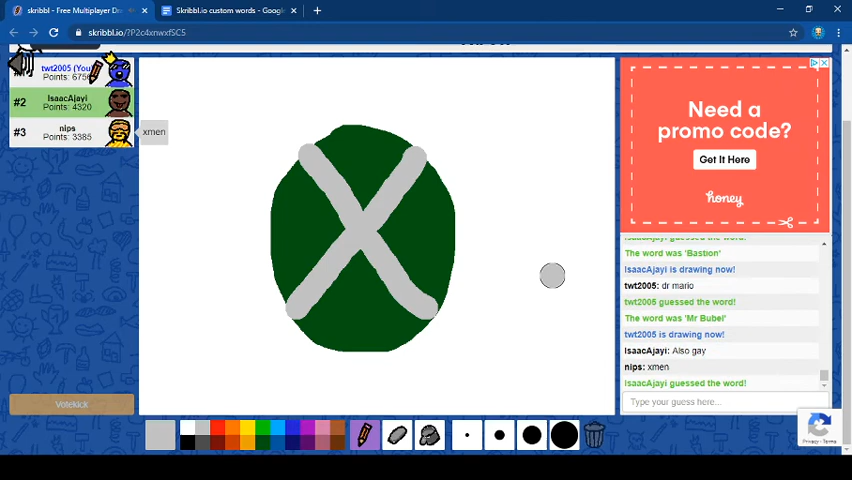 skribbl - Free Multiplayer Dra
Skribbl.io custom words - Google
skribbl.io/?P2c4xnwxfSC5
twt2005 (You)
Points: 6756
#2
IsaacAjayi
Points: 4320
#3
nips
Points: 3385
xmen
Need a
promo code?
Get It Here
honey
IsaacAjayi guessed the word!
The word was 'Bastion'
IsaacAjayi is drawing now!
twt2005: dr mario
twt2005 guessed the word!
The word was 'Mr Bubel'
twt2005 is drawing now!
IsaacAjayi: Also gay
nips: xmen
IsaacAjayi guessed the word!
Type your guess here...
Votekick
Privacy - Terms